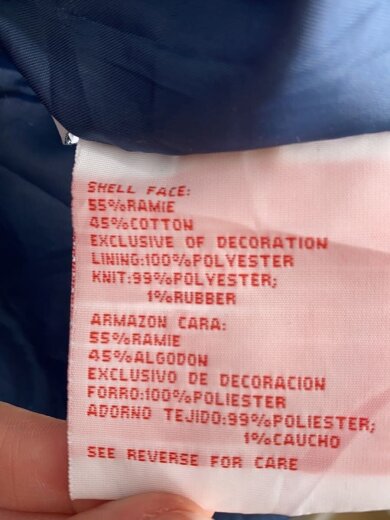 SHELL FACE:
55%RAMIE
45%COTTON
EXCLUSIVE OF DECORATION
LINING:100%POLYESTER
KNIT:99%POLYESTER;
1%RUBBER
ARMAZON CARA:
55%RAMIE
45%ALGODON
EXCLUSIVO DE DECORACION
FORRO:100%POLIESTER
ADORNO TEJIDO:99%POLIESTER;
1%CAUCHO
SEE REVERSE FOR CARE